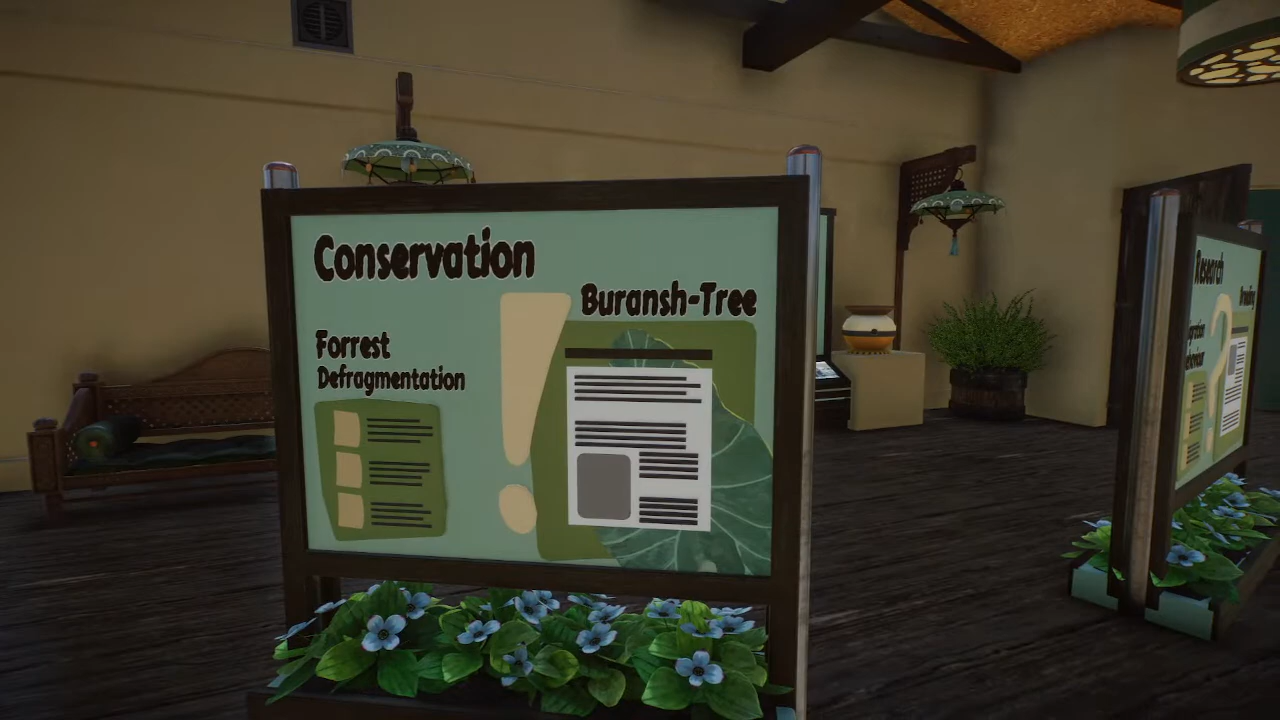 Conservation
Buransh-Tree
Forrest
Defragmentation
Research